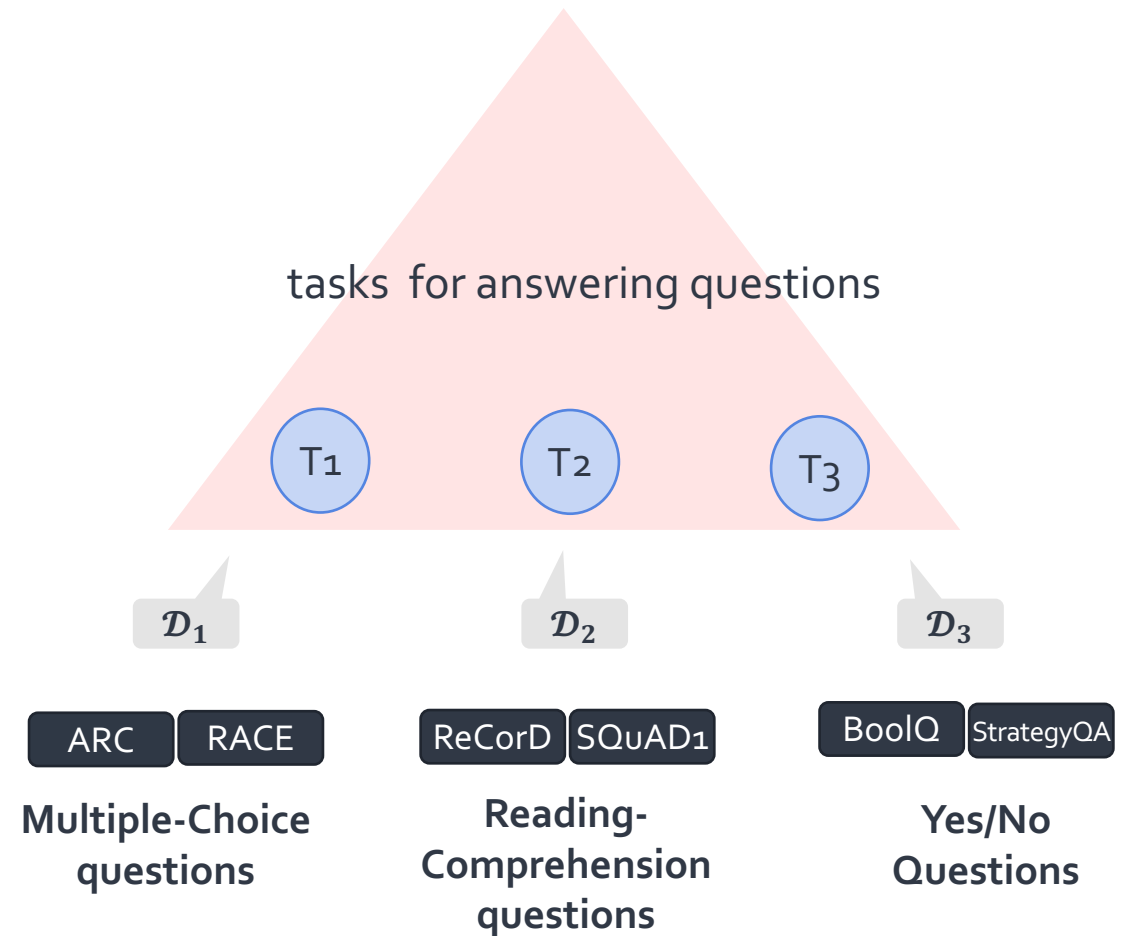 tasks for answering questions
T1
T2
T3
𝒟₁
𝒟₂
𝒟₃
ARC
RACE
ReCorD
SQuAD1
BoolQ
StrategyQA
Multiple-Choice
questions
Reading-
Comprehension
questions
Yes/No
Questions